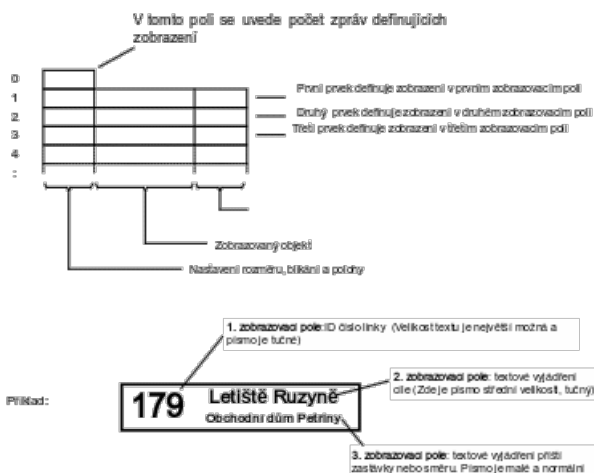 V tomto poli se uvede počet zpráv definujících
zobrazení
0
1
2
3
4
:
První prvek definuje zobrazení v prvním zobrazovacím poli
Druhý prvek definuje zobrazení v druhém zobrazovacím poli
Třetí prvek definuje zobrazení v třetím zobrazovacím poli
Zobrazovaný objekt
Nastavení rozměru, blikání a polohy
1. zobrazovací pole: ID číslo linky (Velikost textu je největší možná a
písmo je tučné)
2. zobrazovací pole: textové vyjádření
cíle (Zde je písmo střední velikosti, tučný)
Příklad:
179
Letiště Ruzyně
Obchodní dům Petřiny
3. zobrazovací pole: textové vyjádření příští
zastávky nebo směru. Písmo je malé a normální